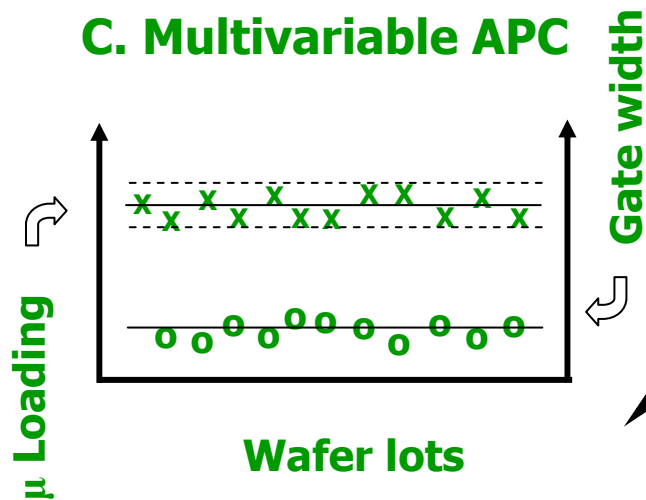 C. Multivariable APC
Gate width
x x x x x x x x x x x x x
o o o o o o o o o o o o
μ Loading
Wafer lots